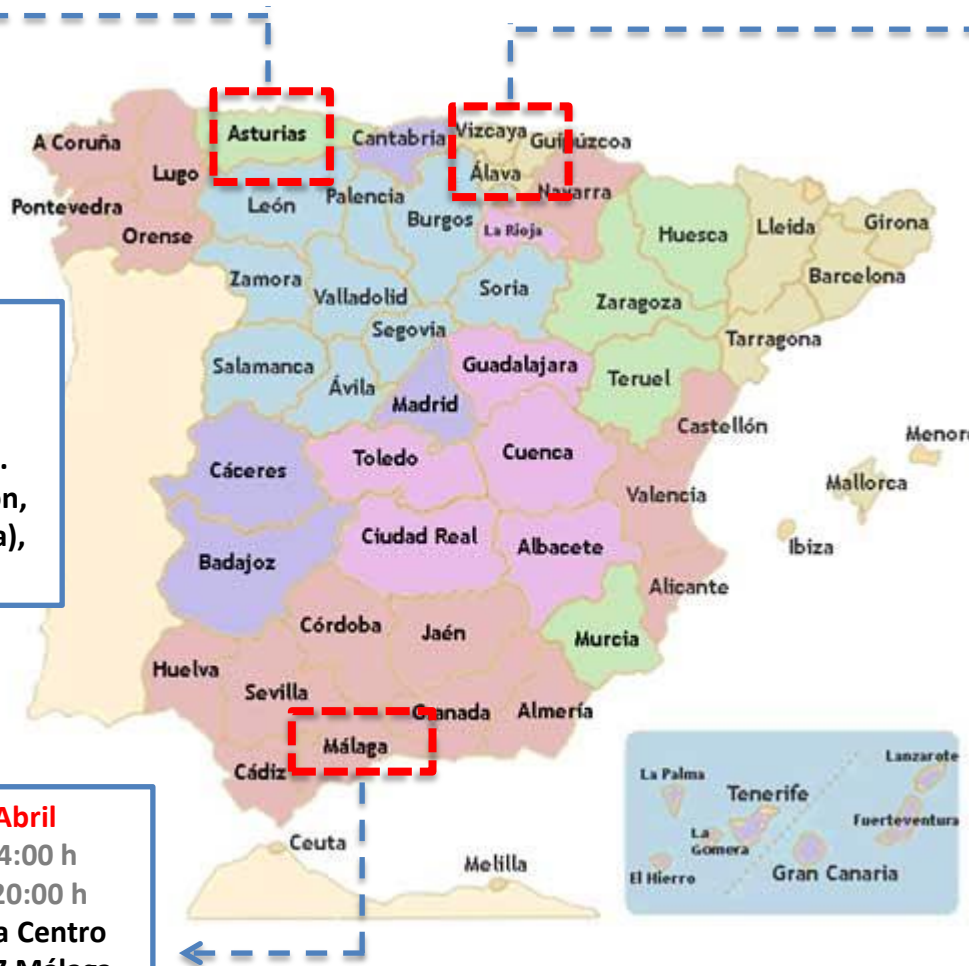 Asturias
Cantabria
Vizcaya
Guipúzcoa
A Coruña
Lugo
Álava
Navarra
León
Palencia
Pontevedra
Burgos
La Rioja
Orense
Huesca
Lleida
Girona
Zamora
Valladolid
Soria
Barcelona
Zaragoza
Segovia
Tarragona
Salamanca
Ávila
Guadalajara
Teruel
Madrid
Castellón
Menor
Cáceres
Toledo
Cuenca
Mallorca
Valencia
Ciudad Real
Albacete
Ibiza
Badajoz
Alicante
Córdoba
Jaén
Murcia
Huelva
Sevilla
Granada
Almería
Málaga
Cádiz
Ceuta
Melilla
La Palma
Lanzarote
Tenerife
Fuerteventura
La
Gomera
El Hierro
Gran Canaria
.
n,
a),
Abril
4:00 h
20:00 h
a Centro
7 Málaga